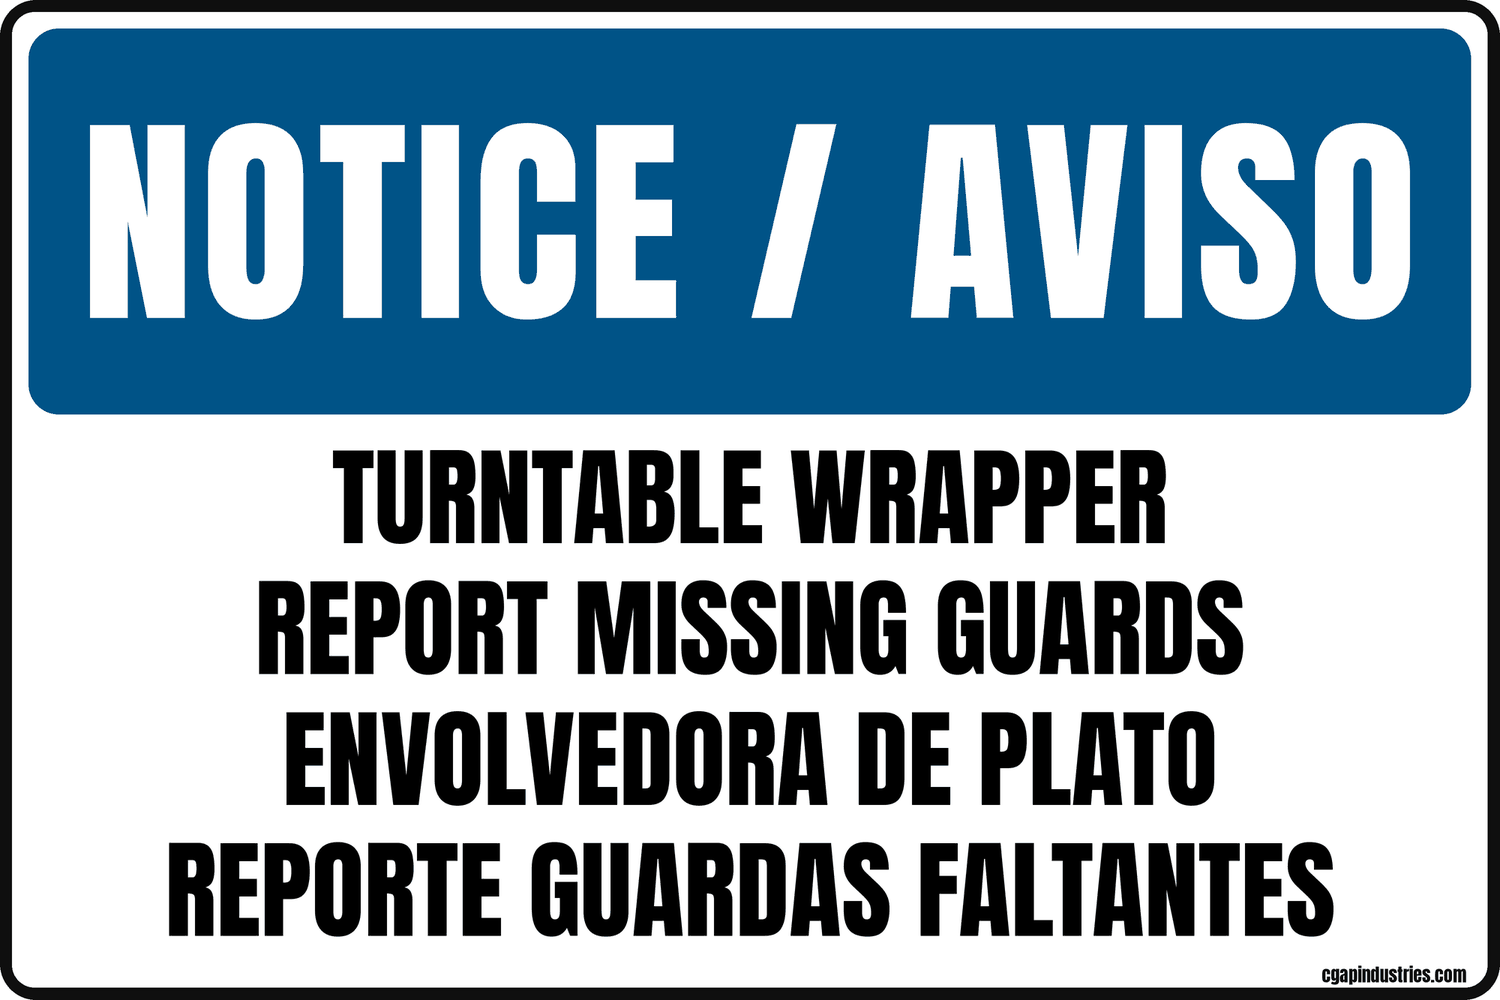 NOTICE / AVISO
TURNTABLE WRAPPER
REPORT MISSING GUARDS
ENVOLVEDORA DE PLATO
REPORTE GUARDAS FALTANTES
cgapindustries.com